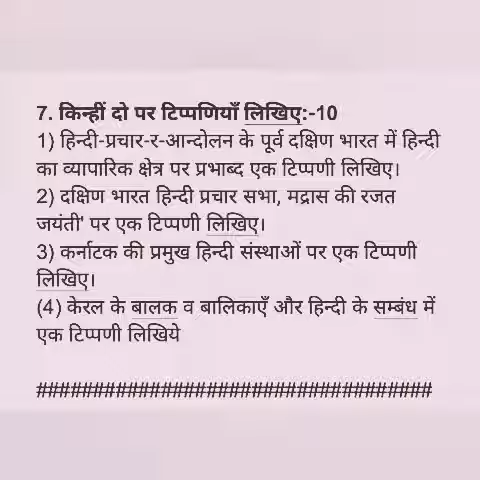 7. किन्हीं दो पर टिप्पणियाँ लिखिए:-10
1) हिन्दी-प्रचार-र-आन्दोलन के पूर्व दक्षिण भारत में हिन्दी
का व्यापारिक क्षेत्र पर प्रभाब्द एक टिप्पणी लिखिए।
2) दक्षिण भारत हिन्दी प्रचार सभा, मद्रास की रजत
जयंती' पर एक टिप्पणी लिखिए।
3) कर्नाटक की प्रमुख हिन्दी संस्थाओं पर एक टिप्पणी
लिखिए।
(4) केरल के बालक व बालिकाएँ और हिन्दी के सम्बंध में
एक टिप्पणी लिखिये
##################################